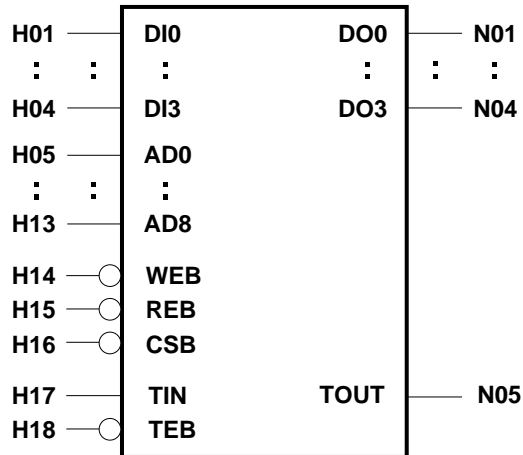 H01 DI0 DO0 N01
: : : : : :
H04 DI3 DO3 N04
H05 AD0
: : :
H13 AD8
H14 WEB
H15 REB
H16 CSB
H17 TIN TOUT N05
H18 TEB